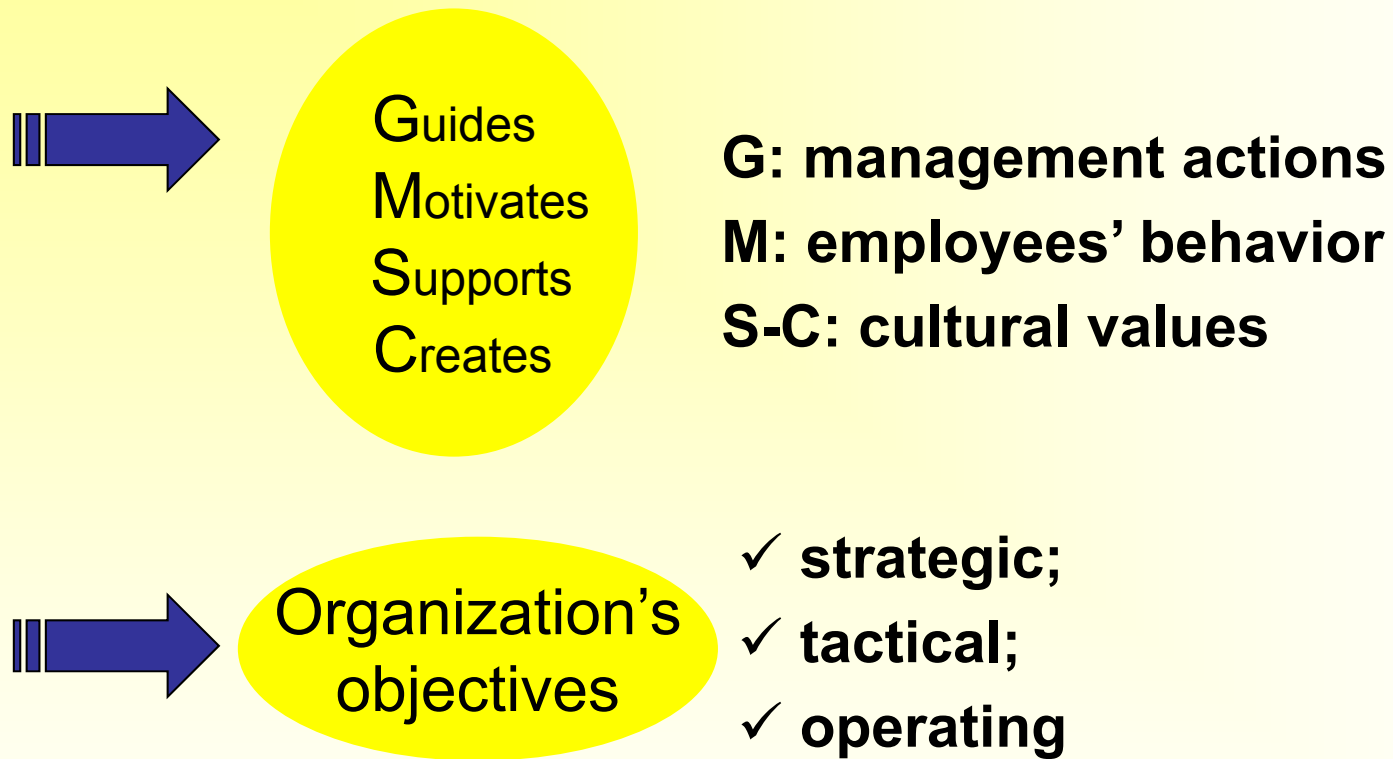 Guides
Motivates
Supports
Creates
G: management actions
M: employees’ behavior
S-C: cultural values
Organization’s
objectives
✓ strategic;
✓ tactical;
✓ operating